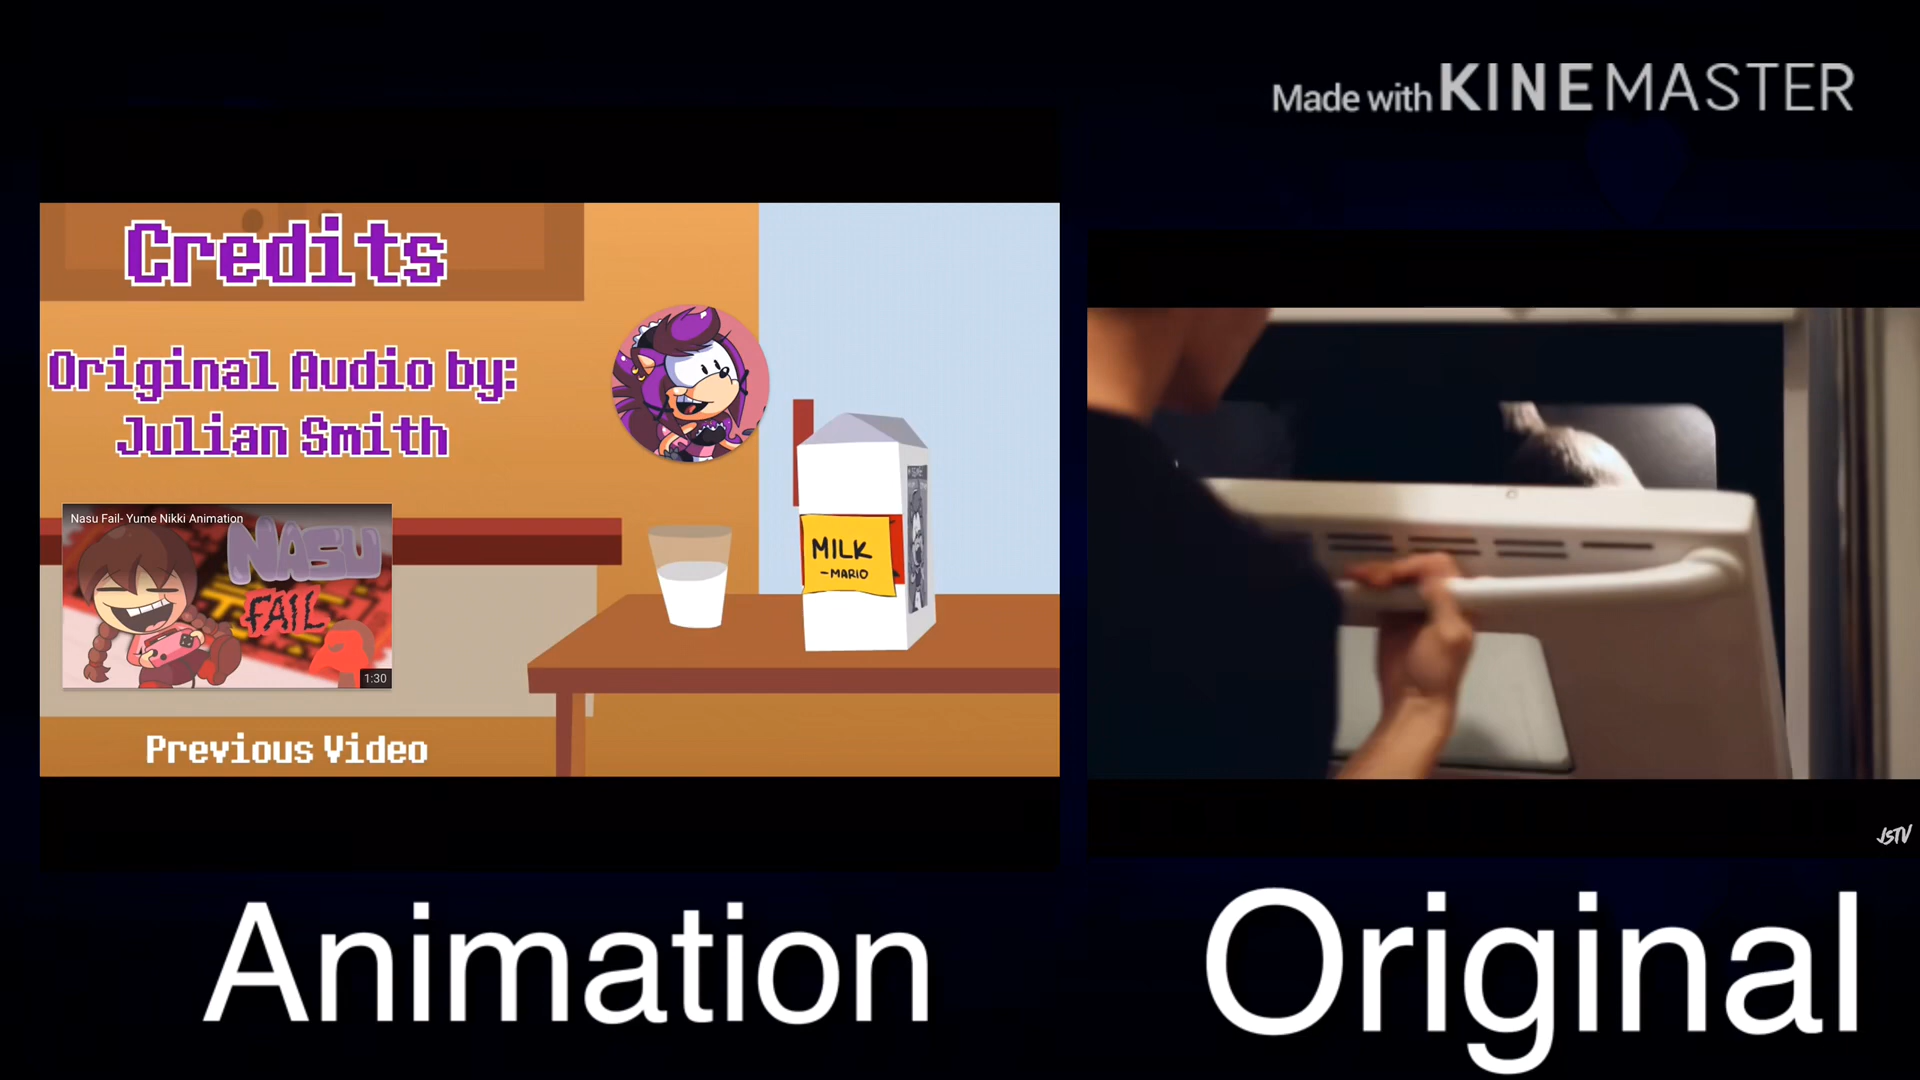 Made with KINEMASTER
Credits
Original Audio by:
Julian Smith
Nasu Fail- Yume Nikki Animation
NASU
FAIL
1:30
MILK
-MARIO
Previous Video
JSTV
Animation
Original